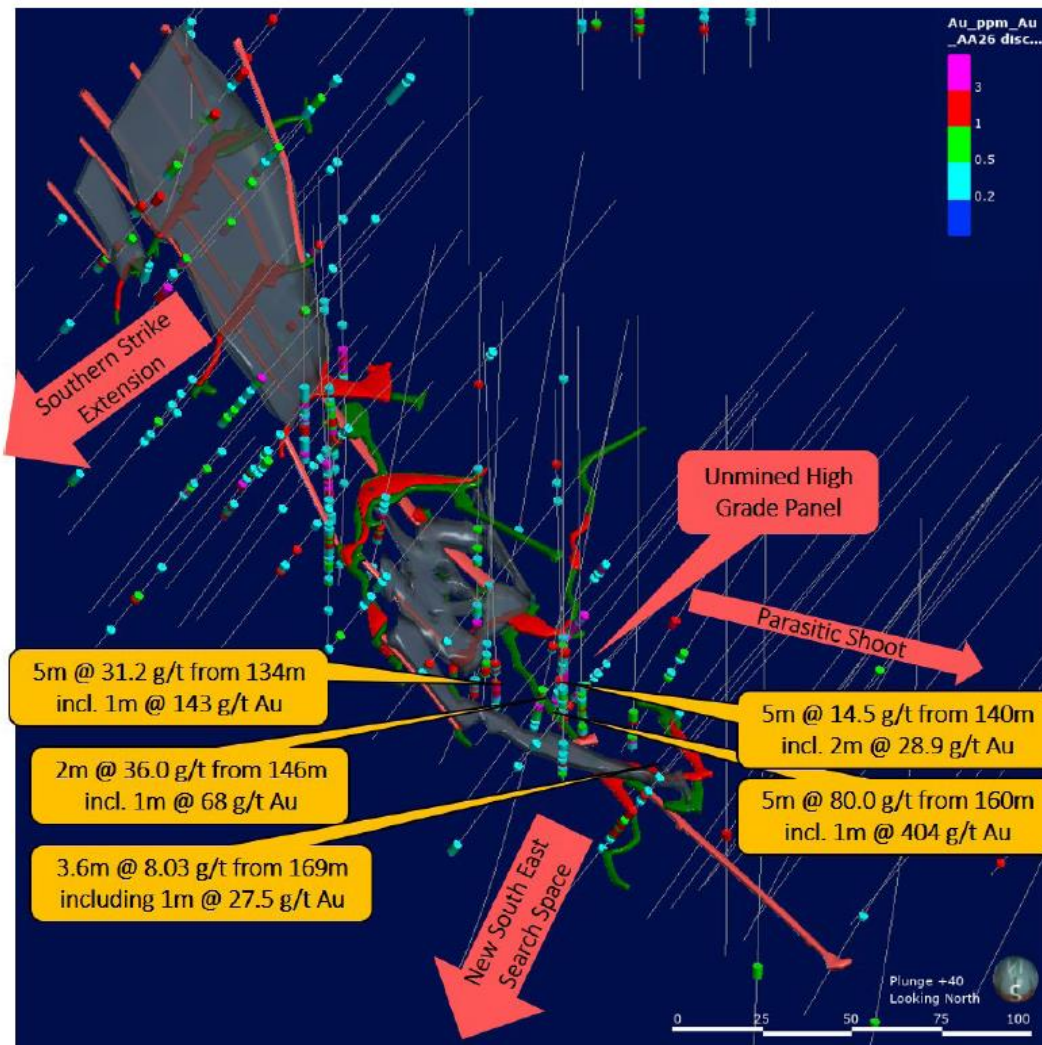 Au_ppm_Au
_AA26 disc...
3
1
0.5
0.2
Southern Strike
Extension
Unmined High
Grade Panel
Parasitic Shoot
5m @ 31.2 g/t from 134m
incl. 1m @ 143 g/t Au
5m @ 14.5 g/t from 140m
incl. 2m @ 28.9 g/t Au
2m @ 36.0 g/t from 146m
incl. 1m @ 68 g/t Au
5m @ 80.0 g/t from 160m
incl. 1m @ 404 g/t Au
3.6m @ 8.03 g/t from 169m
including 1m @ 27.5 g/t Au
New South East
Search Space
Plunge +40
Looking North
S
0 25 50 75 100